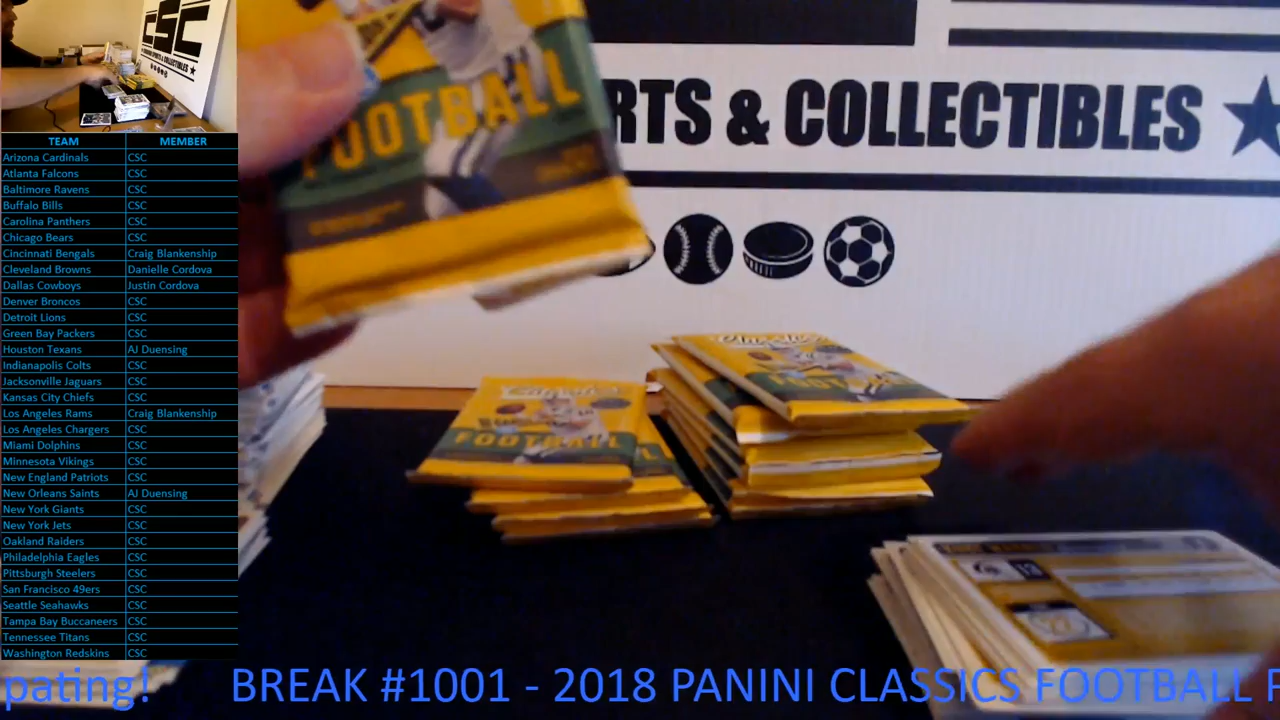 CSC
TEAM MEMBER
Arizona Cardinals CSC
Atlanta Falcons CSC
Baltimore Ravens CSC
Buffalo Bills CSC
Carolina Panthers CSC
Chicago Bears CSC
Cincinnati Bengals Craig Blankenship
Cleveland Browns Danielle Cordova
Dallas Cowboys Justin Cordova
Denver Broncos CSC
Detroit Lions CSC
Green Bay Packers CSC
Houston Texans AJ Duensing
Indianapolis Colts CSC
Jacksonville Jaguars CSC
Kansas City Chiefs CSC
Los Angeles Rams Craig Blankenship
Los Angeles Chargers CSC
Miami Dolphins CSC
Minnesota Vikings CSC
New England Patriots CSC
New Orleans Saints AJ Duensing
New York Giants CSC
New York Jets CSC
Oakland Raiders CSC
Philadelphia Eagles CSC
Pittsburgh Steelers CSC
San Francisco 49ers CSC
Seattle Seahawks CSC
Tampa Bay Buccaneers CSC
Tennessee Titans CSC
Washington Redskins CSC
FOOTBALL
RTS & COLLECTIBLES
Classics
FOOTBALL
Classics
FOOTBALL
pating! BREAK #1001 - 2018 PANINI CLASSICS FOOTBALL P